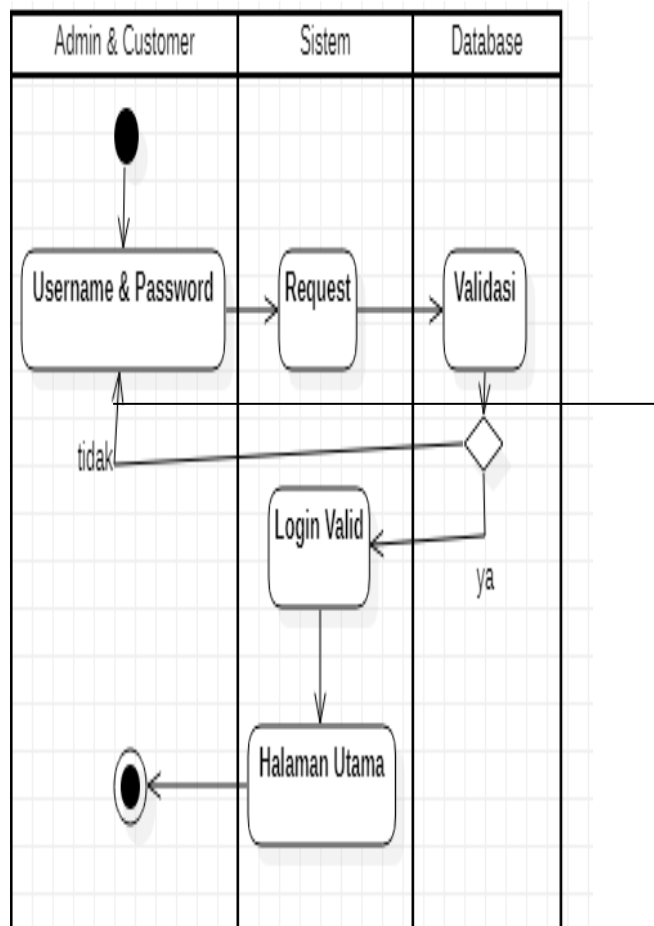 Admin & Customer
Sistem
Database
Username & Password
Request
Validasi
tidak
Login Valid
ya
Halaman Utama